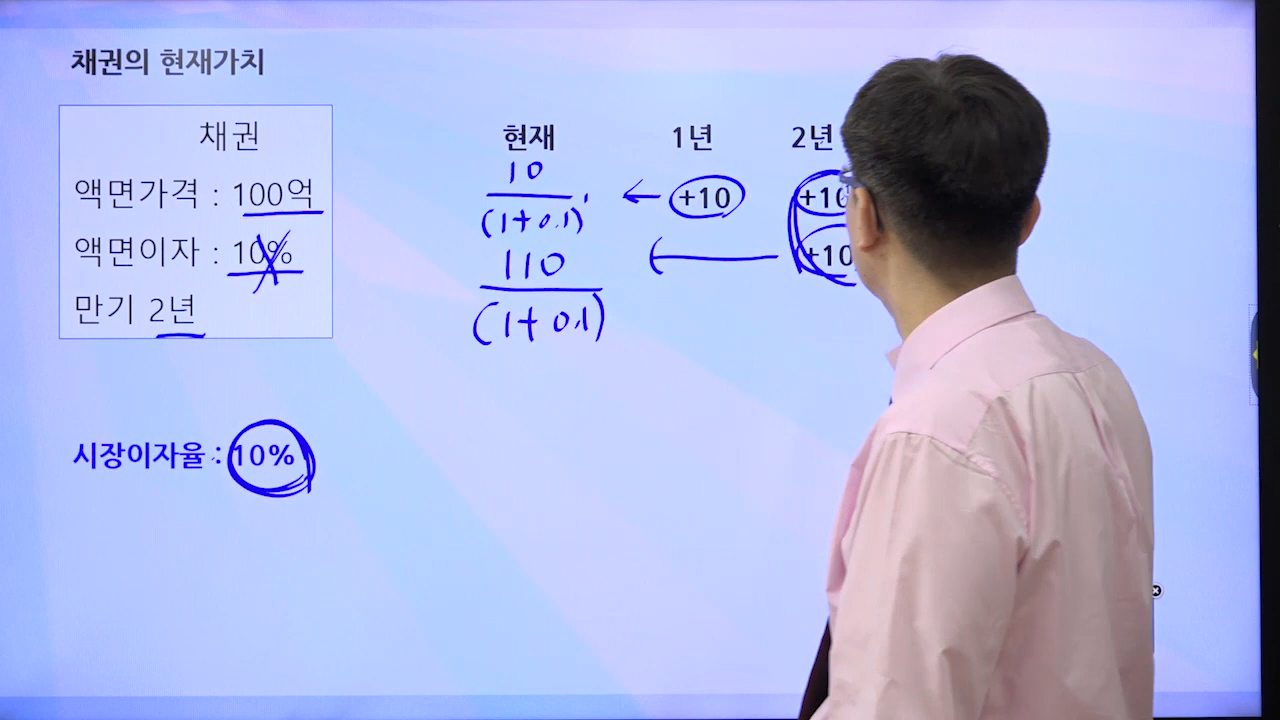 채권의 현재가치
채권
액면가격 : 100억
액면이자 : 10%
만기 2년
시장이자율 : 10%
현재 1년 2년
10
(1+0.1)
+10
110
(1+0.1)